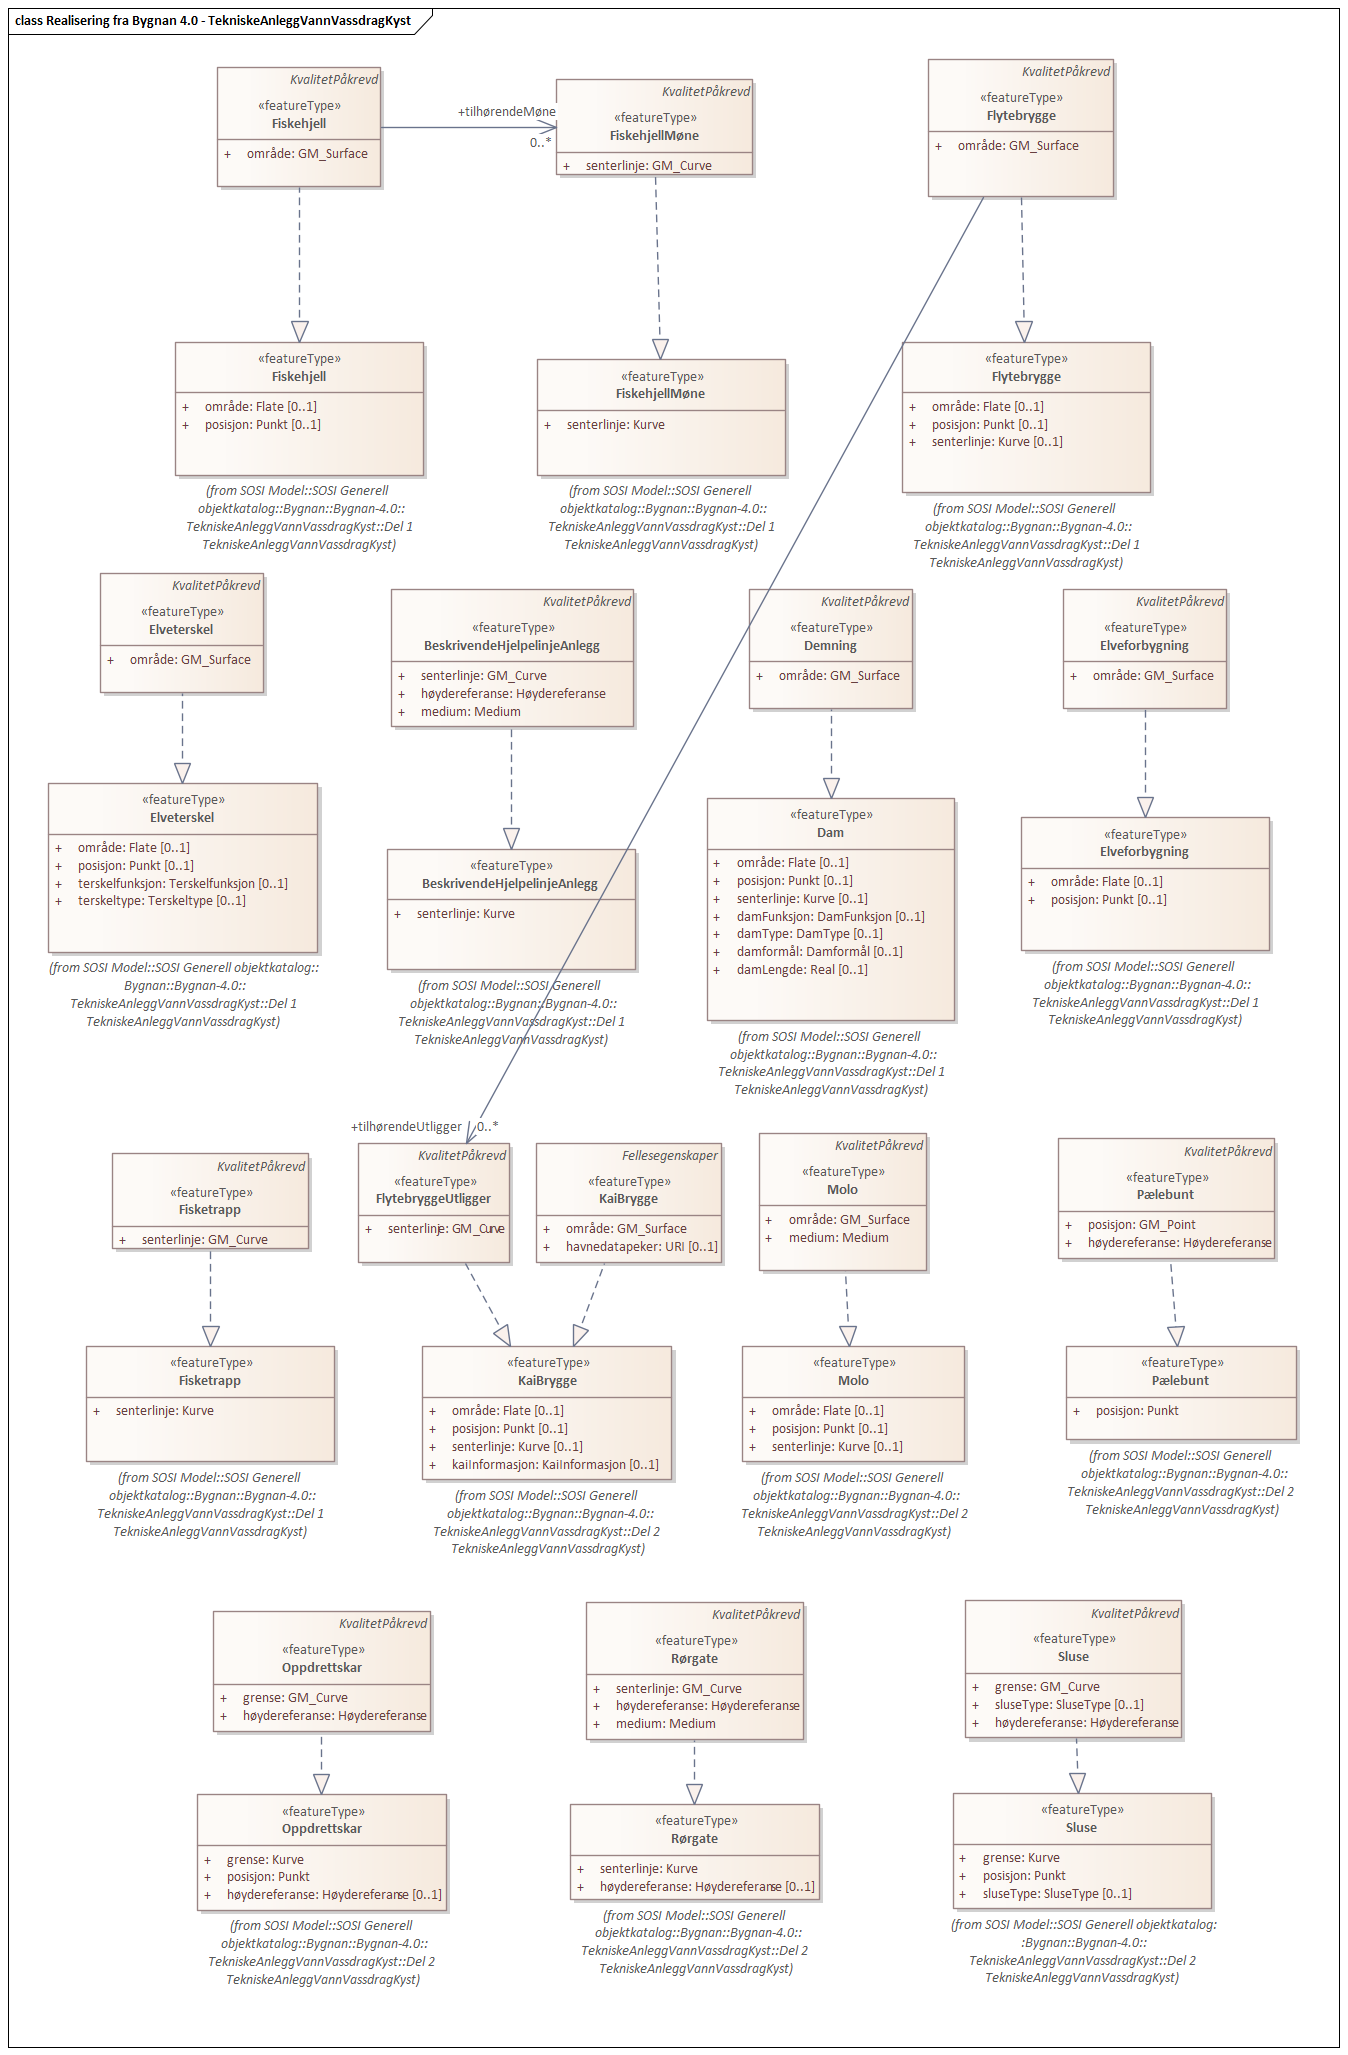 class Realisering fra Bygnan 4.0 - TekniskeAnleggVannVassdragKyst
KvalitetPåkrevd
«featureType»
Fiskehjell
+ område: GM_Surface
+tilhørendeMøne
0..*
KvalitetPåkrevd
«featureType»
FiskehjellMøne
+ senterlinje: GM_Curve
KvalitetPåkrevd
«featureType»
Flytebrygge
+ område: GM_Surface
«featureType»
Fiskehjell
+ område: Flate [0..1]
+ posisjon: Punkt [0..1]
(from SOSI Model::SOSI Generell
objektkatalog::Bygnan::Bygnan-4.0::
TekniskeAnleggVannVassdragKyst::Del 1
TekniskeAnleggVannVassdragKyst)
«featureType»
FiskehjellMøne
+ senterlinje: Kurve
(from SOSI Model::SOSI Generell
objektkatalog::Bygnan::Bygnan-4.0::
TekniskeAnleggVannVassdragKyst::Del 1
TekniskeAnleggVannVassdragKyst)
«featureType»
Flytebrygge
+ område: Flate [0..1]
+ posisjon: Punkt [0..1]
+ senterlinje: Kurve [0..1]
(from SOSI Model::SOSI Generell
objektkatalog::Bygnan::Bygnan-4.0::
TekniskeAnleggVannVassdragKyst::Del 1
TekniskeAnleggVannVassdragKyst)
KvalitetPåkrevd
«featureType»
Elveterskel
+ område: GM_Surface
KvalitetPåkrevd
«featureType»
BeskrivendeHjelpelinjeAnlegg
+ senterlinje: GM_Curve
+ høydereferanse: Høydereferanse
+ medium: Medium
KvalitetPåkrevd
«featureType»
Demning
+ område: GM_Surface
KvalitetPåkrevd
«featureType»
Elveforbygning
+ område: GM_Surface
«featureType»
Elveterskel
+ område: Flate [0..1]
+ posisjon: Punkt [0..1]
+ terskelfunksjon: Terskelfunksjon [0..1]
+ terskeltype: Terskeltype [0..1]
(from SOSI Model::SOSI Generell objektkatalog::
Bygnan::Bygnan-4.0::
TekniskeAnleggVannVassdragKyst::Del 1
TekniskeAnleggVannVassdragKyst)
«featureType»
BeskrivendeHjelpelinjeAnlegg
+ senterlinje: Kurve
(from SOSI Model::SOSI Generell
objektkatalog::Bygnan::Bygnan-4.0::
TekniskeAnleggVannVassdragKyst::Del 1
TekniskeAnleggVannVassdragKyst)
«featureType»
Dam
+ område: Flate [0..1]
+ posisjon: Punkt [0..1]
+ senterlinje: Kurve [0..1]
+ damFunksjon: DamFunksjon [0..1]
+ damType: DamType [0..1]
+ damformål: Damformål [0..1]
+ damLengde: Real [0..1]
(from SOSI Model::SOSI Generell
objektkatalog::Bygnan::Bygnan-4.0::
TekniskeAnleggVannVassdragKyst::Del 1
TekniskeAnleggVannVassdragKyst)
«featureType»
Elveforbygning
+ område: Flate [0..1]
+ posisjon: Punkt [0..1]
(from SOSI Model::SOSI Generell
objektkatalog::Bygnan::Bygnan-4.0::
TekniskeAnleggVannVassdragKyst::Del 1
TekniskeAnleggVannVassdragKyst)
KvalitetPåkrevd
«featureType»
Fisketrapp
+ senterlinje: GM_Curve
+tilhørendeUtligger
0..*
KvalitetPåkrevd
«featureType»
FlytebryggeUtligger
+ senterlinje: GM_Curve
Fellesegenskaper
«featureType»
KaiBrygge
+ område: GM_Surface
+ havnedatapeker: URI [0..1]
KvalitetPåkrevd
«featureType»
Molo
+ område: GM_Surface
+ medium: Medium
KvalitetPåkrevd
«featureType»
Pælebunt
+ posisjon: GM_Point
+ høydereferanse: Høydereferanse
«featureType»
Fisketrapp
+ senterlinje: Kurve
(from SOSI Model::SOSI Generell
objektkatalog::Bygnan::Bygnan-4.0::
TekniskeAnleggVannVassdragKyst::Del 1
TekniskeAnleggVannVassdragKyst)
«featureType»
KaiBrygge
+ område: Flate [0..1]
+ posisjon: Punkt [0..1]
+ senterlinje: Kurve [0..1]
+ kaiInformasjon: KaiInformasjon [0..1]
(from SOSI Model::SOSI Generell
objektkatalog::Bygnan::Bygnan-4.0::
TekniskeAnleggVannVassdragKyst::Del 2
TekniskeAnleggVannVassdragKyst)
«featureType»
Molo
+ område: Flate [0..1]
+ posisjon: Punkt [0..1]
+ senterlinje: Kurve [0..1]
(from SOSI Model::SOSI Generell
objektkatalog::Bygnan::Bygnan-4.0::
TekniskeAnleggVannVassdragKyst::Del 2
TekniskeAnleggVannVassdragKyst)
«featureType»
Pælebunt
+ posisjon: Punkt
(from SOSI Model::SOSI Generell
objektkatalog::Bygnan::Bygnan-4.0::
TekniskeAnleggVannVassdragKyst::Del 2
TekniskeAnleggVannVassdragKyst)
KvalitetPåkrevd
«featureType»
Oppdrettskar
+ grense: GM_Curve
+ høydereferanse: Høydereferanse
KvalitetPåkrevd
«featureType»
Rørgate
+ senterlinje: GM_Curve
+ høydereferanse: Høydereferanse
+ medium: Medium
KvalitetPåkrevd
«featureType»
Sluse
+ grense: GM_Curve
+ sluseType: SluseType [0..1]
+ høydereferanse: Høydereferanse
«featureType»
Oppdrettskar
+ grense: Kurve
+ posisjon: Punkt
+ høydereferanse: Høydereferanse [0..1]
(from SOSI Model::SOSI Generell
objektkatalog::Bygnan::Bygnan-4.0::
TekniskeAnleggVannVassdragKyst::Del 2
TekniskeAnleggVannVassdragKyst)
«featureType»
Rørgate
+ senterlinje: Kurve
+ høydereferanse: Høydereferanse [0..1]
(from SOSI Model::SOSI Generell
objektkatalog::Bygnan::Bygnan-4.0::
TekniskeAnleggVannVassdragKyst::Del 2
TekniskeAnleggVannVassdragKyst)
«featureType»
Sluse
+ grense: Kurve
+ posisjon: Punkt
+ sluseType: SluseType [0..1]
(from SOSI Model::SOSI Generell objektkatalog:
:Bygnan::Bygnan-4.0::
TekniskeAnleggVannVassdragKyst::Del 2
TekniskeAnleggVannVassdragKyst)